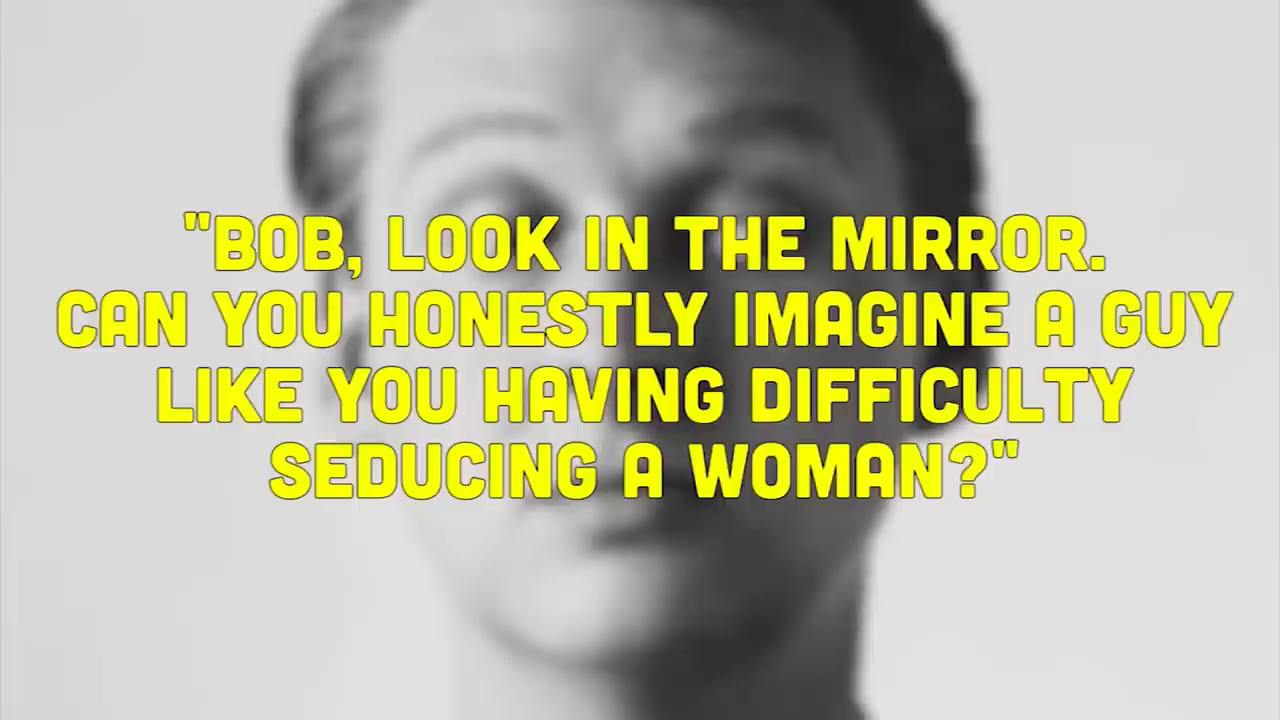 "BOB, LOOK IN THE MIRROR.
CAN YOU HONESTLY IMAGINE A GUY
LIKE YOU HAVING DIFFICULTY
SEDUCING A WOMAN?"